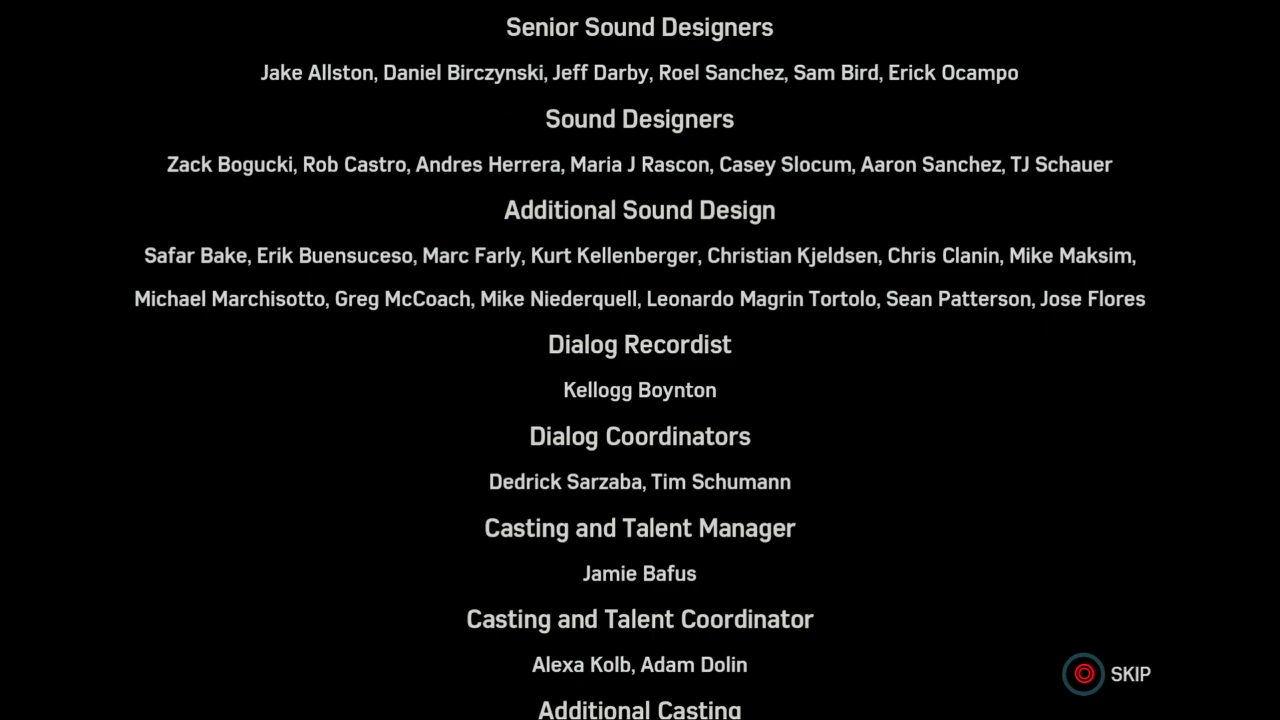 Senior Sound Designers
Jake Allston, Daniel Birczynski, Jeff Darby, Roel Sanchez, Sam Bird, Erick Ocampo
Sound Designers
Zack Bogucki, Rob Castro, Andres Herrera, Maria J Rascon, Casey Slocum, Aaron Sanchez, TJ Schauer
Additional Sound Design
Safar Bake, Erik Buensuceso, Marc Farly, Kurt Kellenberger, Christian Kjeldsen, Chris Clanin, Mike Maksim,
Michael Marchisotto, Greg McCoach, Mike Niederquell, Leonardo Magrin Tortolo, Sean Patterson, Jose Flores
Dialog Recordist
Kellogg Boynton
Dialog Coordinators
Dedrick Sarzaba, Tim Schumann
Casting and Talent Manager
Jamie Bafus
Casting and Talent Coordinator
Alexa Kolb, Adam Dolin
SKIP
Additional Casting